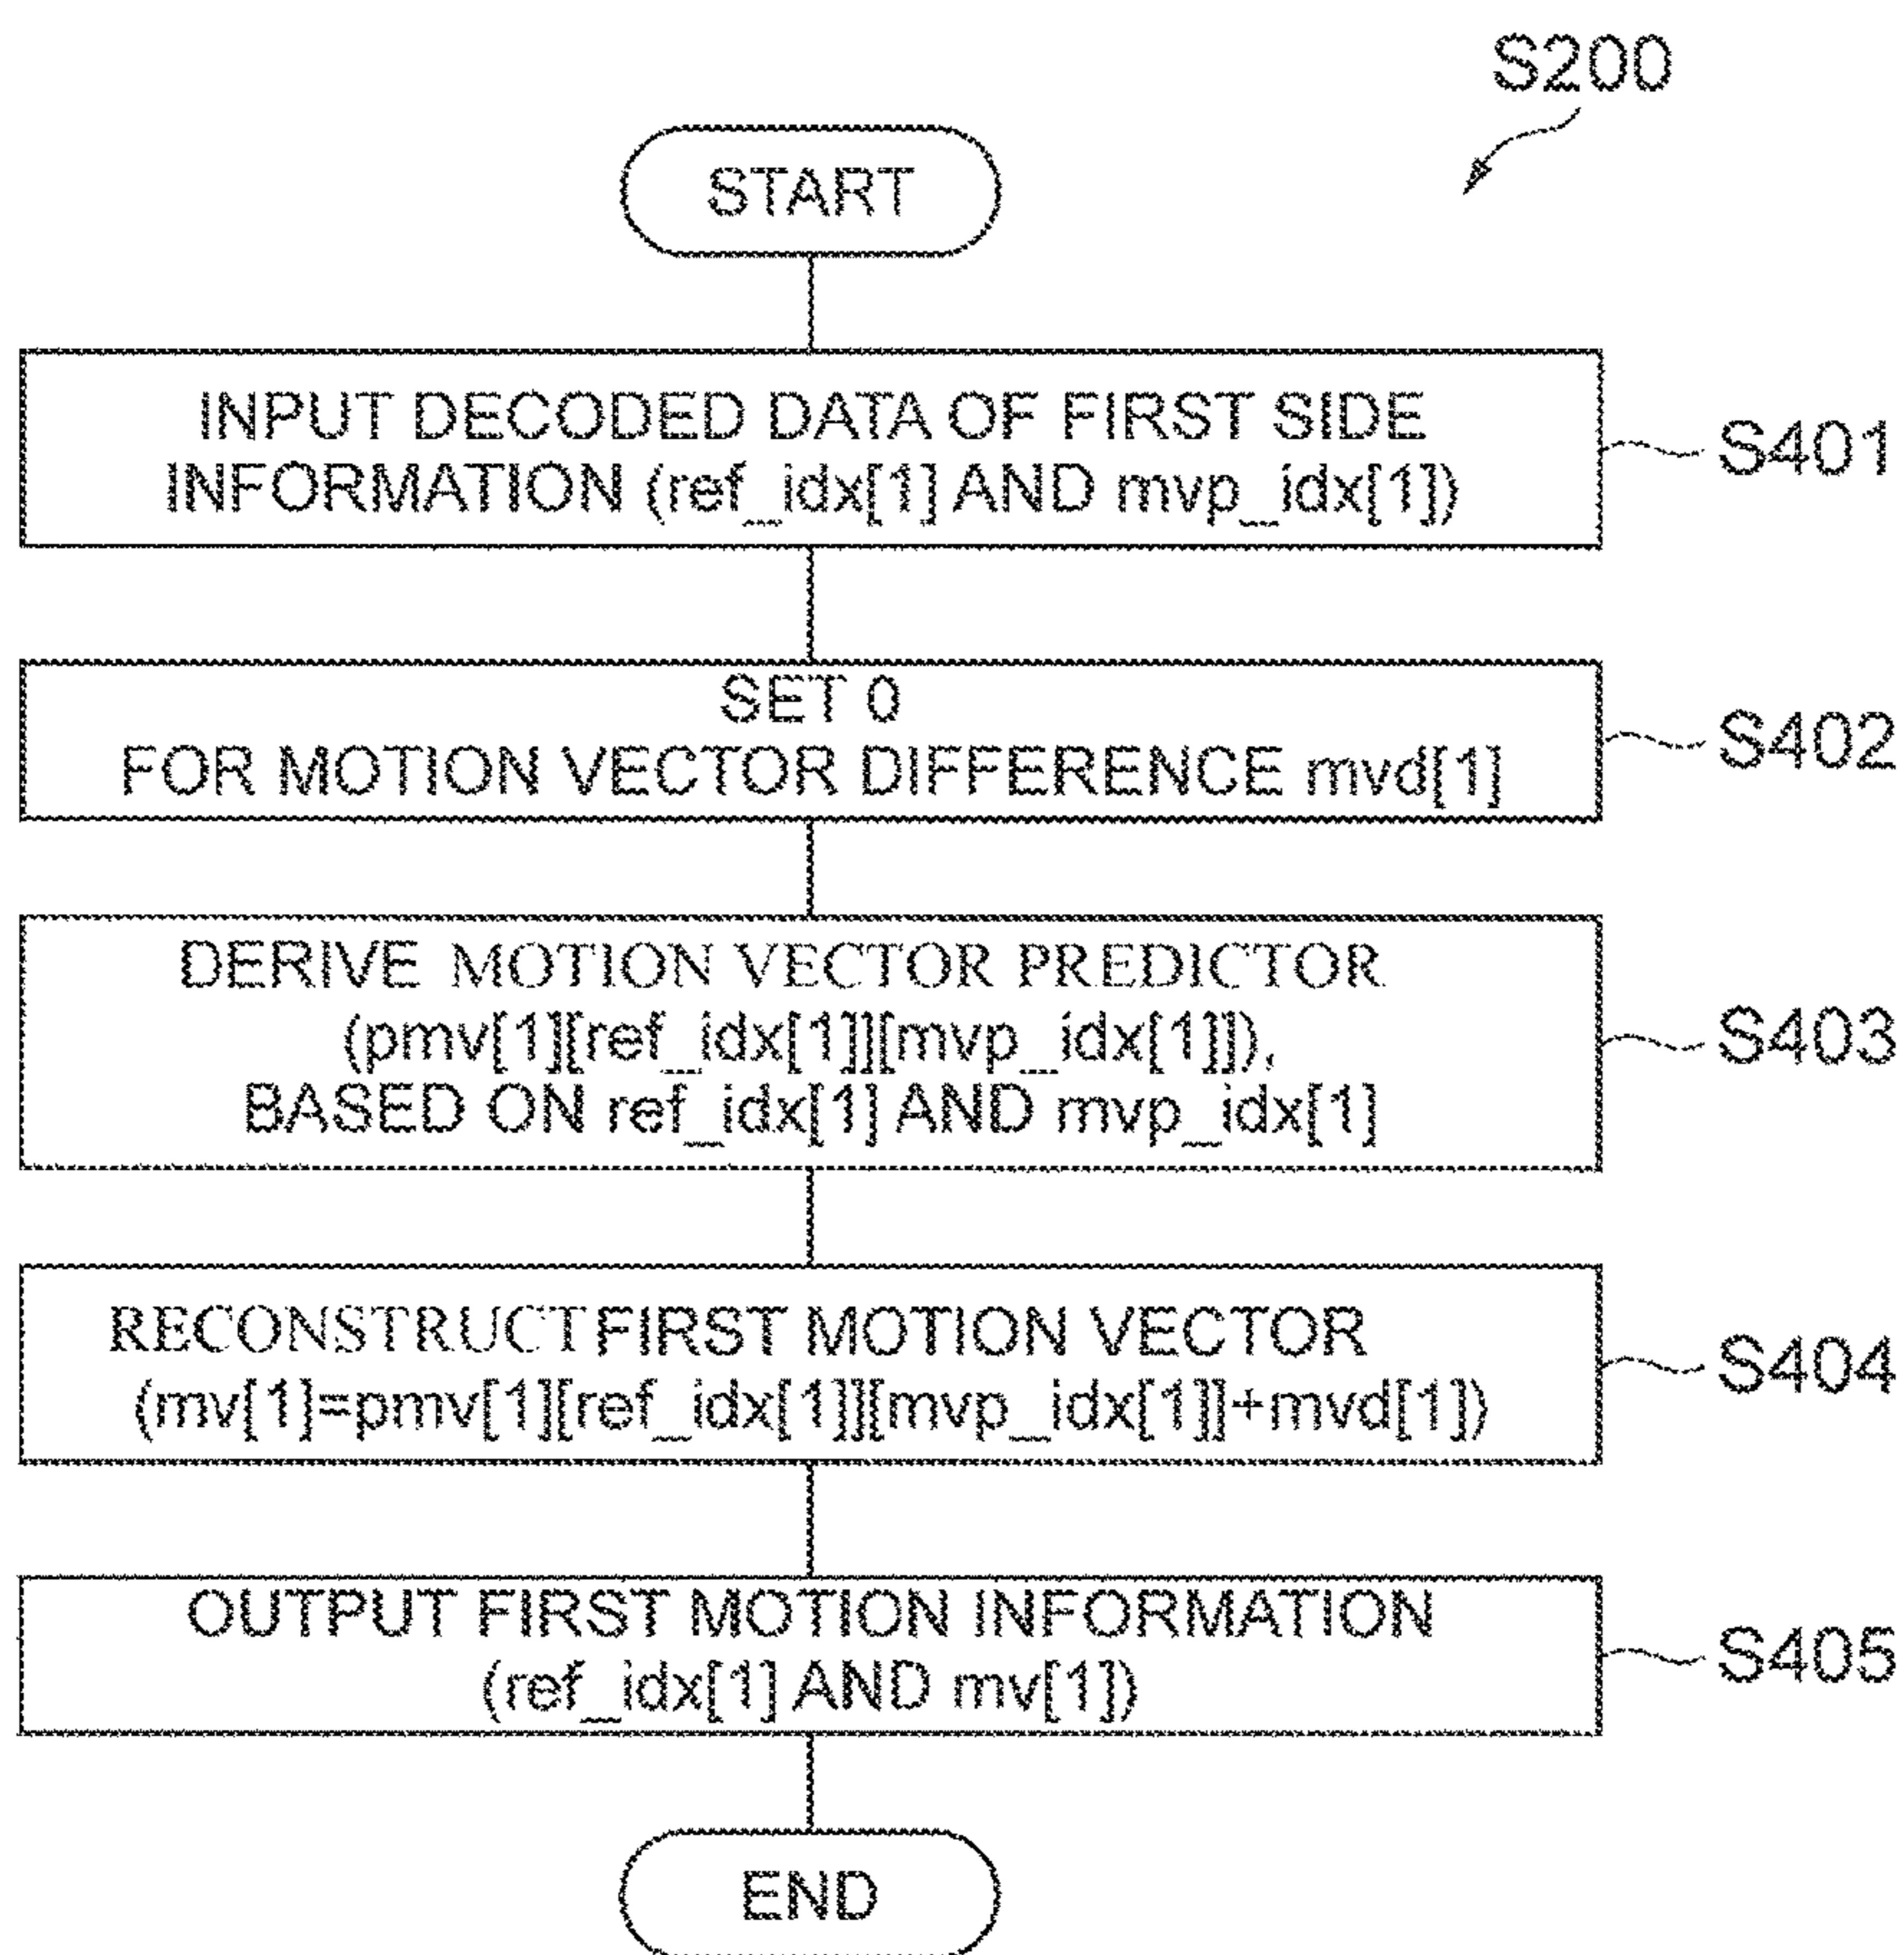 S200
START
INPUT DECODED DATA OF FIRST SIDE
INFORMATION (ref_idx[1] AND mvp_idx[1])
S401
SET 0
FOR MOTION VECTOR DIFFERENCE mvd[1]
S402
DERIVE MOTION VECTOR PREDICTOR
(pmv[1][ref_idx[1]][mvp_idx[1]]),
BASED ON ref_idx[1] AND mvp_idx[1]
S403
RECONSTRUCT FIRST MOTION VECTOR
(mv[1]=pmv[1][ref_idx[1]][mvp_idx[1]]+mvd[1])
S404
OUTPUT FIRST MOTION INFORMATION
(ref_idx[1] AND mv[1])
S405
END